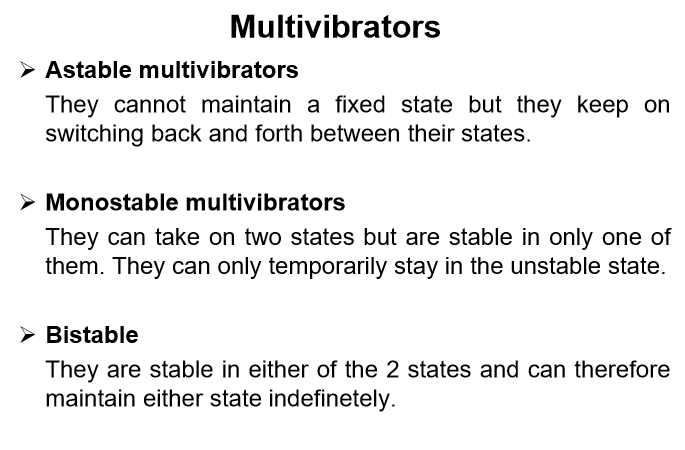 Multivibrators
➢ Astable multivibrators
They cannot maintain a fixed state but they keep on
switching back and forth between their states.
➢ Monostable multivibrators
They can take on two states but are stable in only one of
them. They can only temporarily stay in the unstable state.
➢ Bistable
They are stable in either of the 2 states and can therefore
maintain either state indefinetely.